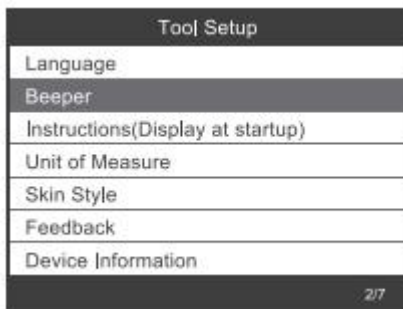 Tool Setup
Language
Beeper
Instructions(Display at startup)
Unit of Measure
Skin Style
Feedback
Device Information
2/7